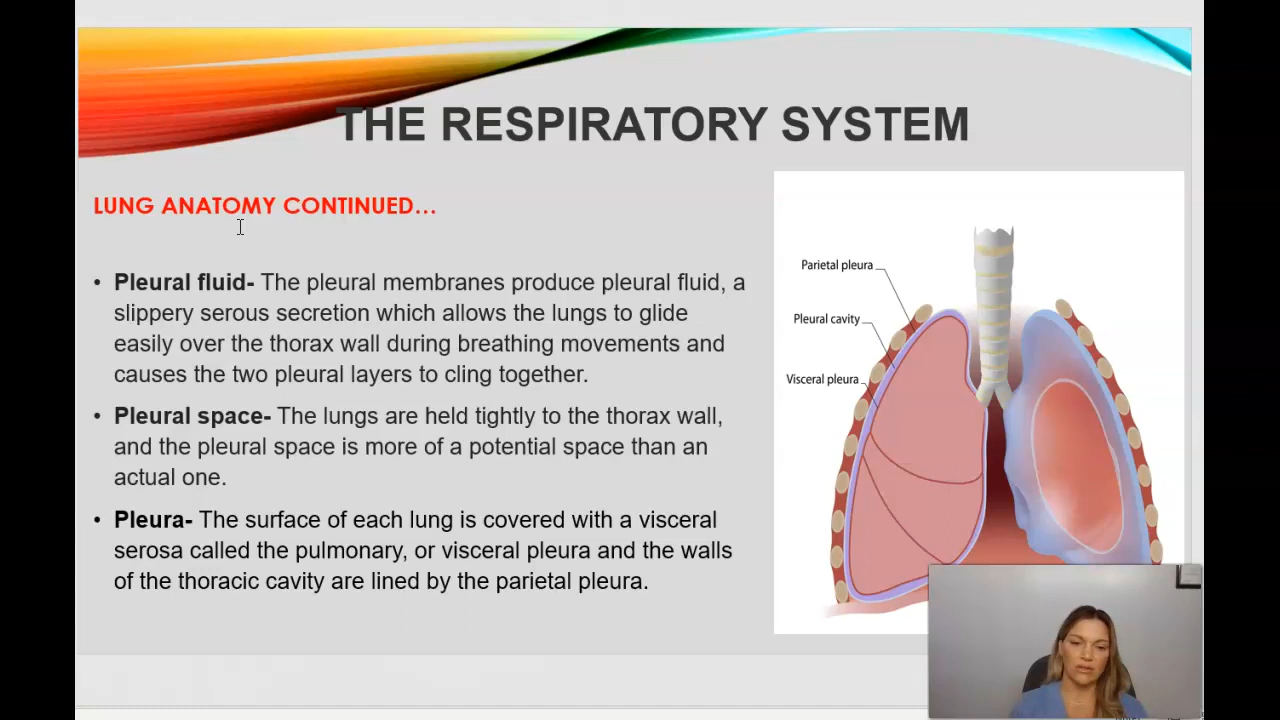 THE RESPIRATORY SYSTEM
LUNG ANATOMY CONTINUED…
• Pleural fluid- The pleural membranes produce pleural fluid, a
slippery serous secretion which allows the lungs to glide
easily over the thorax wall during breathing movements and
causes the two pleural layers to cling together.
• Pleural space- The lungs are held tightly to the thorax wall,
and the pleural space is more of a potential space than an
actual one.
• Pleura- The surface of each lung is covered with a visceral
serosa called the pulmonary, or visceral pleura and the walls
of the thoracic cavity are lined by the parietal pleura.
Parietal pleura
Pleural cavity
Visceral pleura